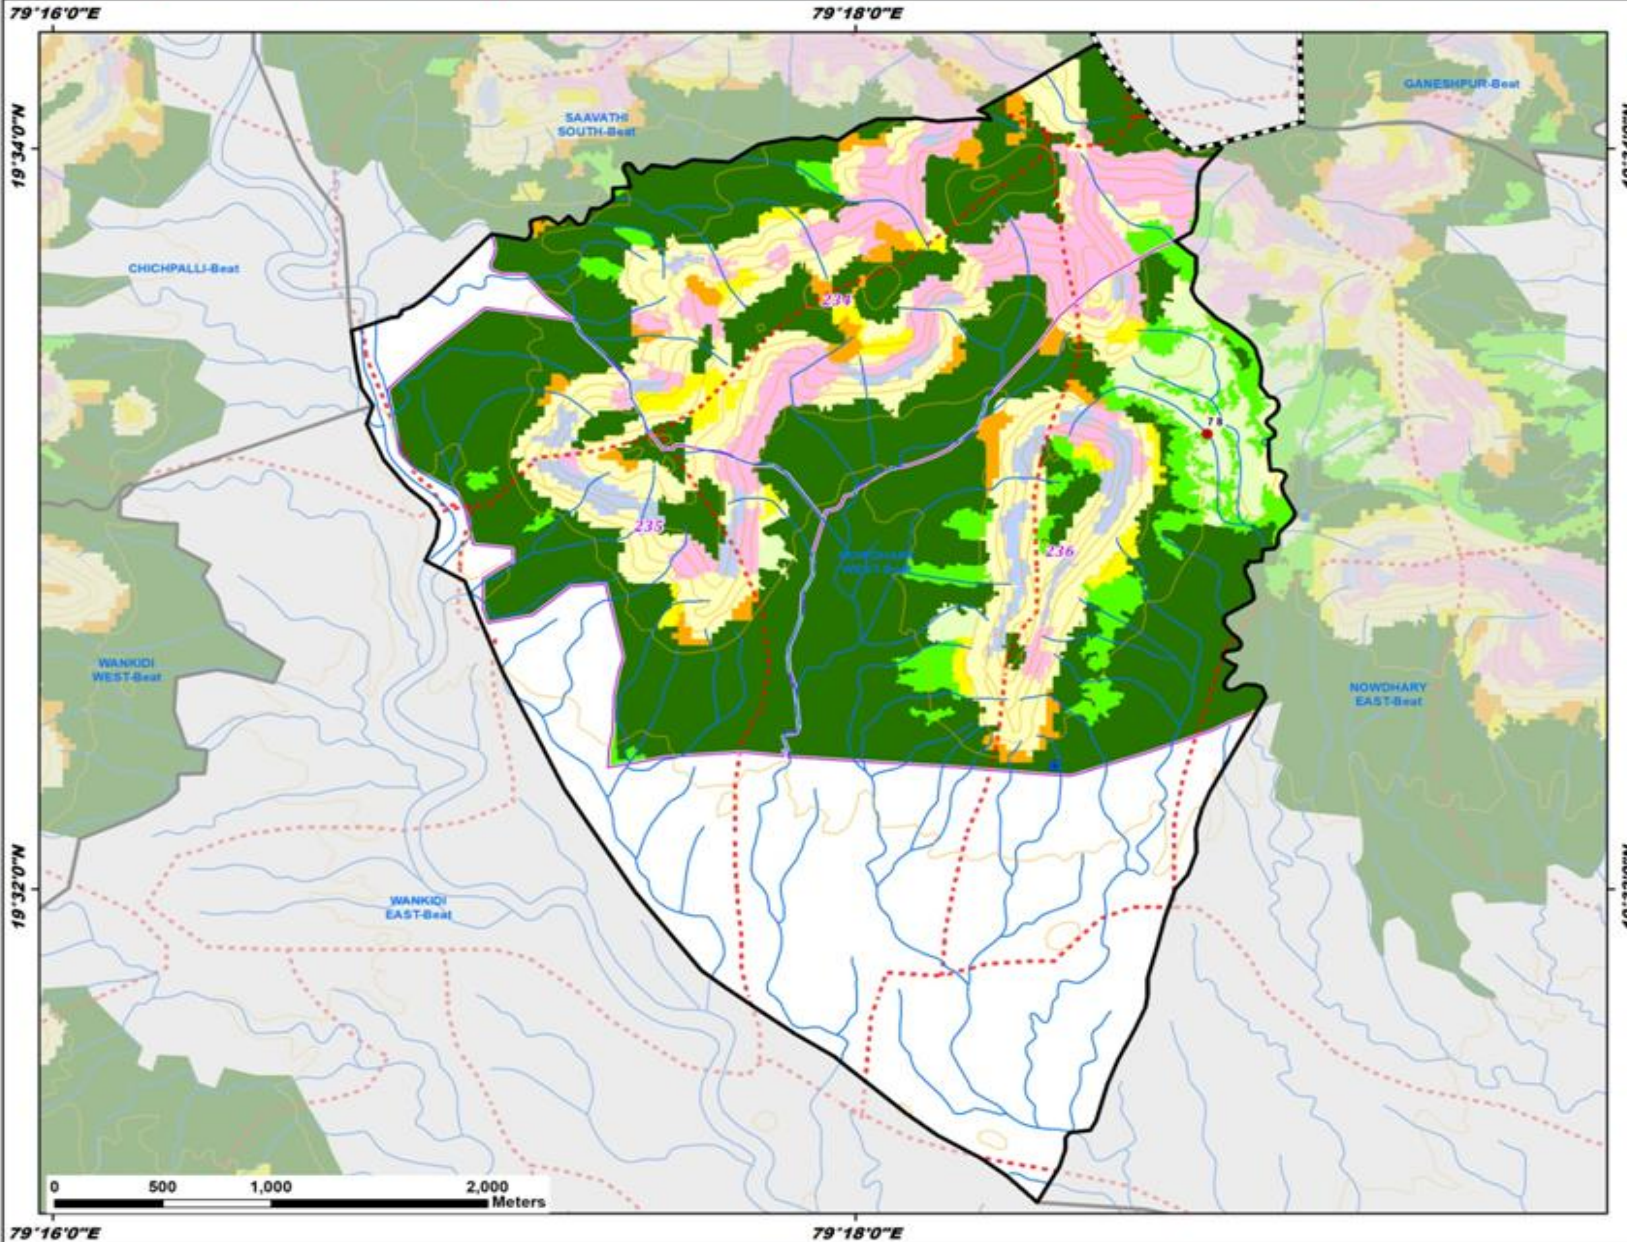 79°16'0"E 79°18'0"E
GANESHPUR-Beat
SAAVATHI
SOUTH-Beat
19°34'0"N
CHICHPALLI-Beat
234
78
235
236
WANKIDI
WEST-Beat
NOWDHARY
EAST-Beat
19°32'0"N
WANKIDI
EAST-Beat
0 500 1,000 2,000
Meters
79°16'0"E 79°18'0"E